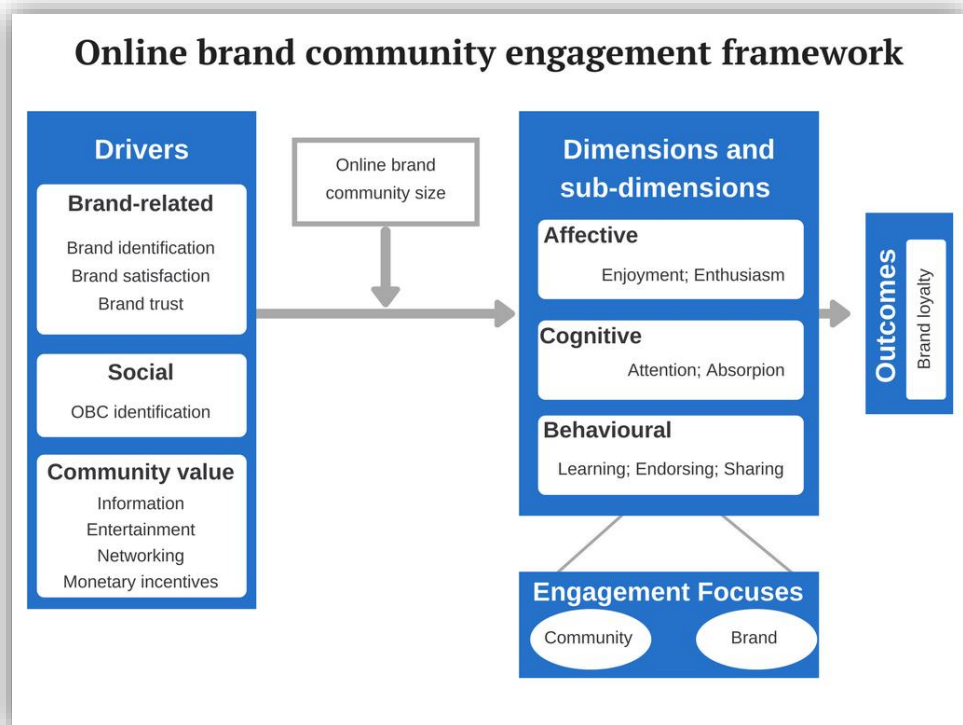 Online brand community engagement framework
Drivers
Brand-related
Brand identification
Brand satisfaction
Brand trust
Social
OBC identification
Community value
Information
Entertainment
Networking
Monetary incentives
Online brand
community size
Dimensions and
sub-dimensions
Affective
Enjoyment; Enthusiasm
Cognitive
Attention; Absorpion
Behavioural
Learning; Endorsing; Sharing
Engagement Focuses
Community
Brand
Outcomes
Brand loyalty